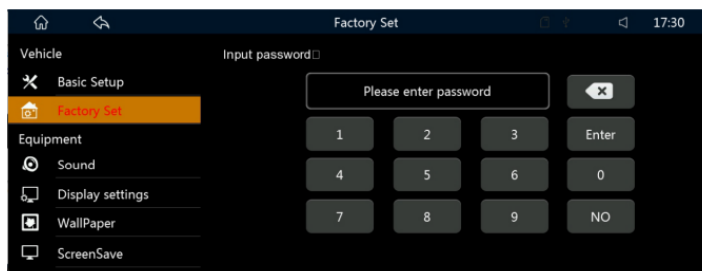 Factory Set 17:30
Vehicle
Input password□
Basic Setup
Please enter password
Factory Set
1 2 3 Enter
Equipment
Sound
4 5 6 0
Display settings
7 8 9 NO
WallPaper
ScreenSave